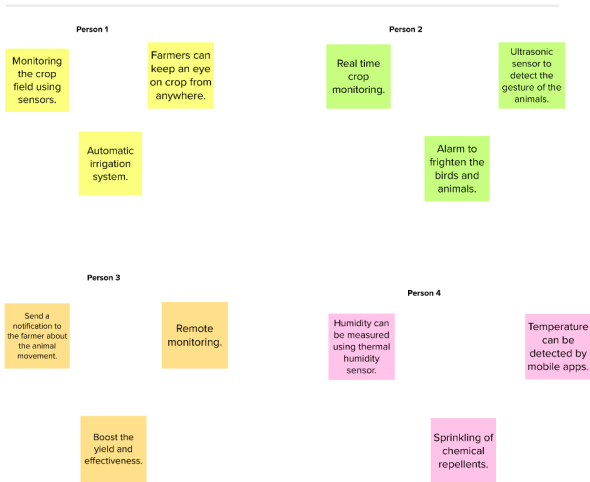 Person 1
Monitoring
the crop
field using
sensors.
Farmers can
keep an eye
on crop from
anywhere.
Automatic
irrigation
system.
Person 2
Real time
crop
monitoring.
Ultrasonic
sensor to
detect the
gesture of the
animals.
Alarm to
frighten the
birds and
animals.
Person 3
Send a
notification to
the farmer about
the animal
movement.
Remote
monitoring.
Boost the
yield and
effectiveness.
Person 4
Humidity can
be measured
using thermal
humidity
sensor.
Temperature
can be
detected by
mobile apps.
Sprinkling of
chemical
repellents.